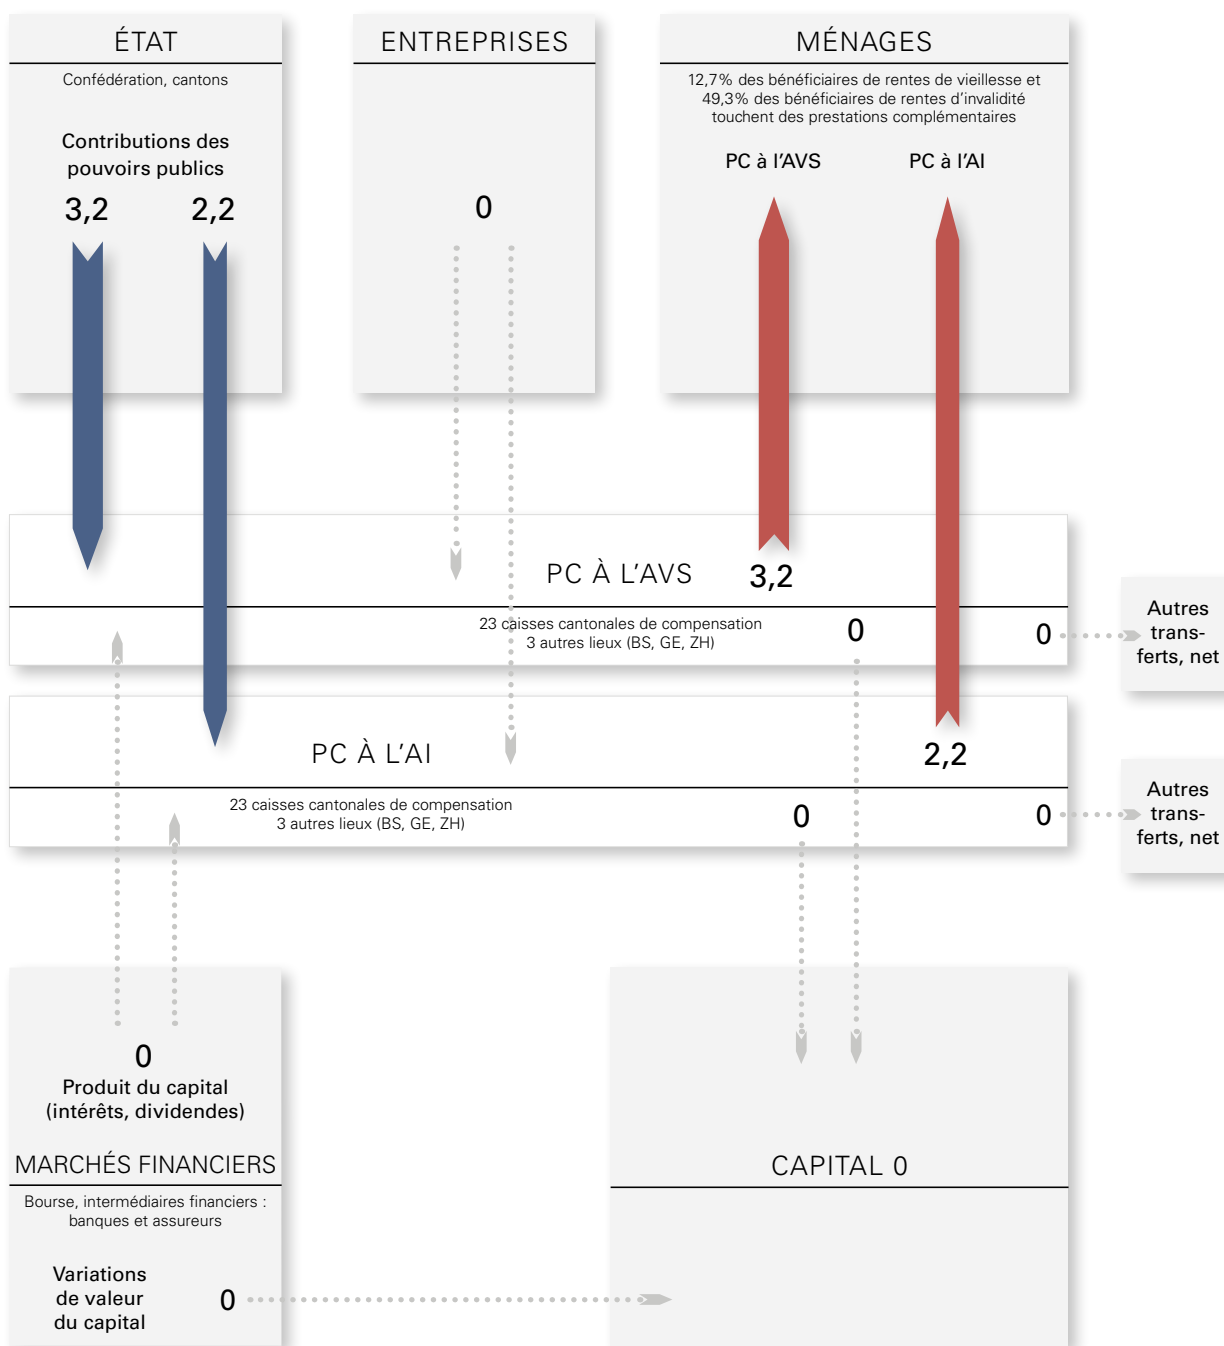 ÉTAT
Confédération, cantons
Contributions des
pouvoirs publics
3,2 2,2
ENTREPRISES
0
MÉNAGES
12,7% des bénéficiaires de rentes de vieillesse et
49,3% des bénéficiaires de rentes d’invalidité
touchent des prestations complémentaires
PC à l’AVS PC à l’AI
PC À L’AVS 3,2
23 caisses cantonales de compensation
3 autres lieux (BS, GE, ZH)
0 0
Autres
trans-
ferts, net
PC À L’AI 2,2
23 caisses cantonales de compensation
3 autres lieux (BS, GE, ZH)
0 0
Autres
trans-
ferts, net
0
Produit du capital
(intérêts, dividendes)
MARCHÉS FINANCIERS
Bourse, intermédiaires financiers :
banques et assureurs
Variations
de valeur
du capital
0
CAPITAL 0